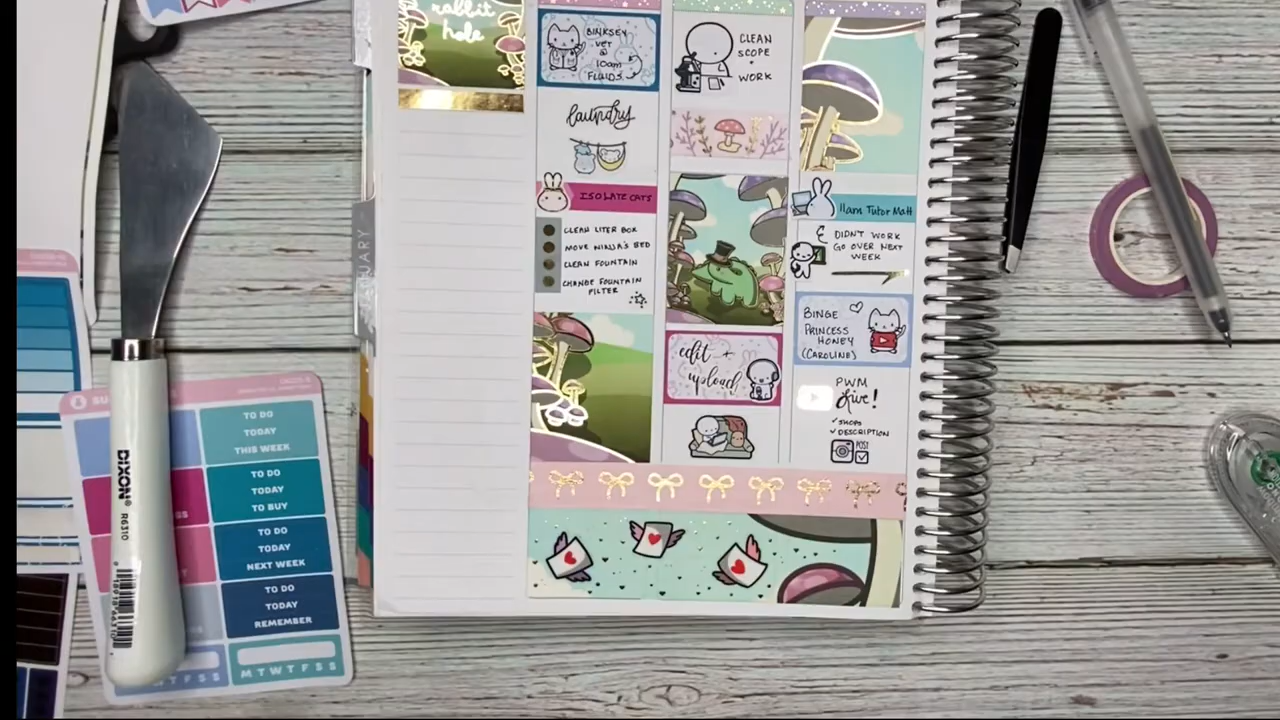 rabbit
hole
BINKSEY
VET
@
10am
FLUIDS
laundry
ISOLATE CATS
CLEAN LITER BOX
MOVE NINJA'S BED
CLEAN FOUNTAIN
CHANGE FOUNTAIN
FILTER
CLEAN
SCOPE
+
WORK
edit +
upload
11am Tutor Matt
DIDN'T WORK
GO OVER NEXT
WEEK
BINGE
PRINCESS
HONEY
(CAROLINE)
PWM
Live!
✓ SHOPS
✓ DESCRIPTION
POST
DIXON
R6310
TO DO
TODAY
THIS WEEK
TO DO
TODAY
TO BUY
TO DO
TODAY
NEXT WEEK
TO DO
TODAY
REMEMBER
M T W T F S S